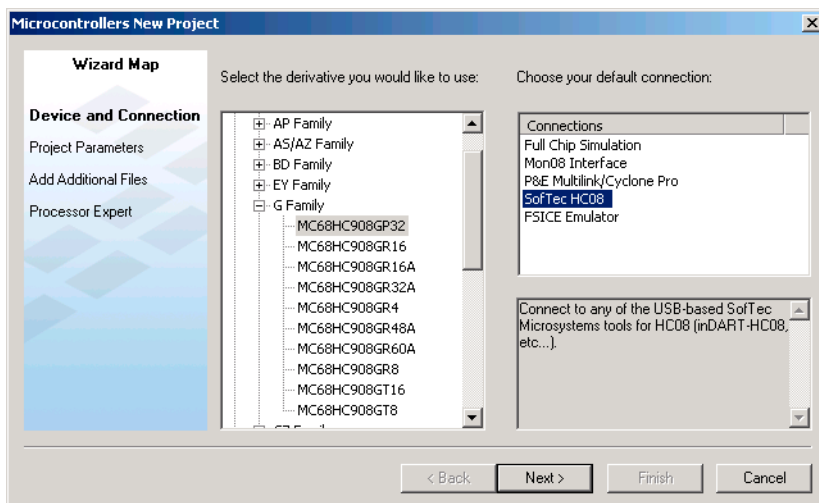 Microcontrollers New Project
Wizard Map
Device and Connection
Project Parameters
Add Additional Files
Processor Expert
Select the derivative you would like to use:
AP Family
AS/AZ Family
BD Family
EY Family
G Family
MC68HC908GP32
MC68HC908GR16
MC68HC908GR16A
MC68HC908GR32A
MC68HC908GR4
MC68HC908GR48A
MC68HC908GR60A
MC68HC908GR8
MC68HC908GT16
MC68HC908GT8
Choose your default connection:
Connections
Full Chip Simulation
Mon08 Interface
P&E Multilink/Cyclone Pro
SofTec HC08
FSICE Emulator
Connect to any of the USB-based SofTec
Microsystems tools for HC08 (inDART-HC08,
etc...).
< Back
Next >
Finish
Cancel